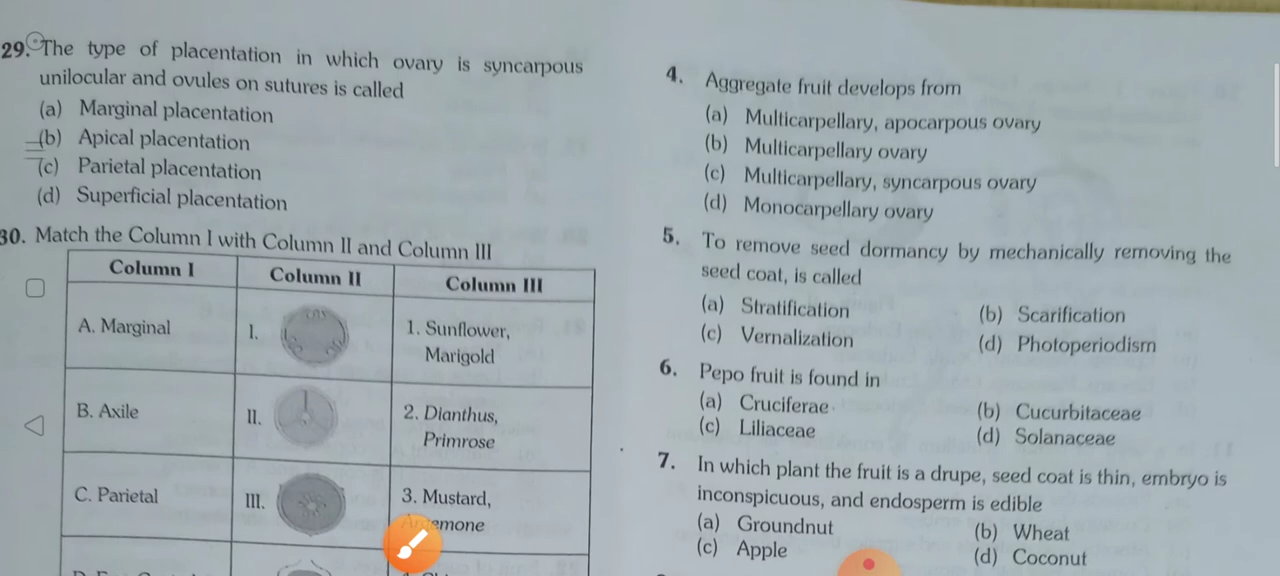 29. The type of placentation in which ovary is syncarpous
unilocular and ovules on sutures is called
(a) Marginal placentation
(b) Apical placentation
(c) Parietal placentation
(d) Superficial placentation
30. Match the Column I with Column II and Column III
Column I Column II Column III
A. Marginal I. 1. Sunflower,
Marigold
B. Axile II. 2. Dianthus,
Primrose
C. Parietal III. 3. Mustard,
4. Aggregate fruit develops from
(a) Multicarpellary, apocarpous ovary
(b) Multicarpellary ovary
(c) Multicarpellary, syncarpous ovary
(d) Monocarpellary ovary
5. To remove seed dormancy by mechanically removing the
seed coat, is called
(a) Stratification (b) Scarification
(c) Vernalization (d) Photoperiodism
6. Pepo fruit is found in
(a) Cruciferae (b) Cucurbitaceae
(c) Liliaceae (d) Solanaceae
7. In which plant the fruit is a drupe, seed coat is thin, embryo is
inconspicuous, and endosperm is edible
(a) Groundnut (b) Wheat
(c) Apple (d) Coconut